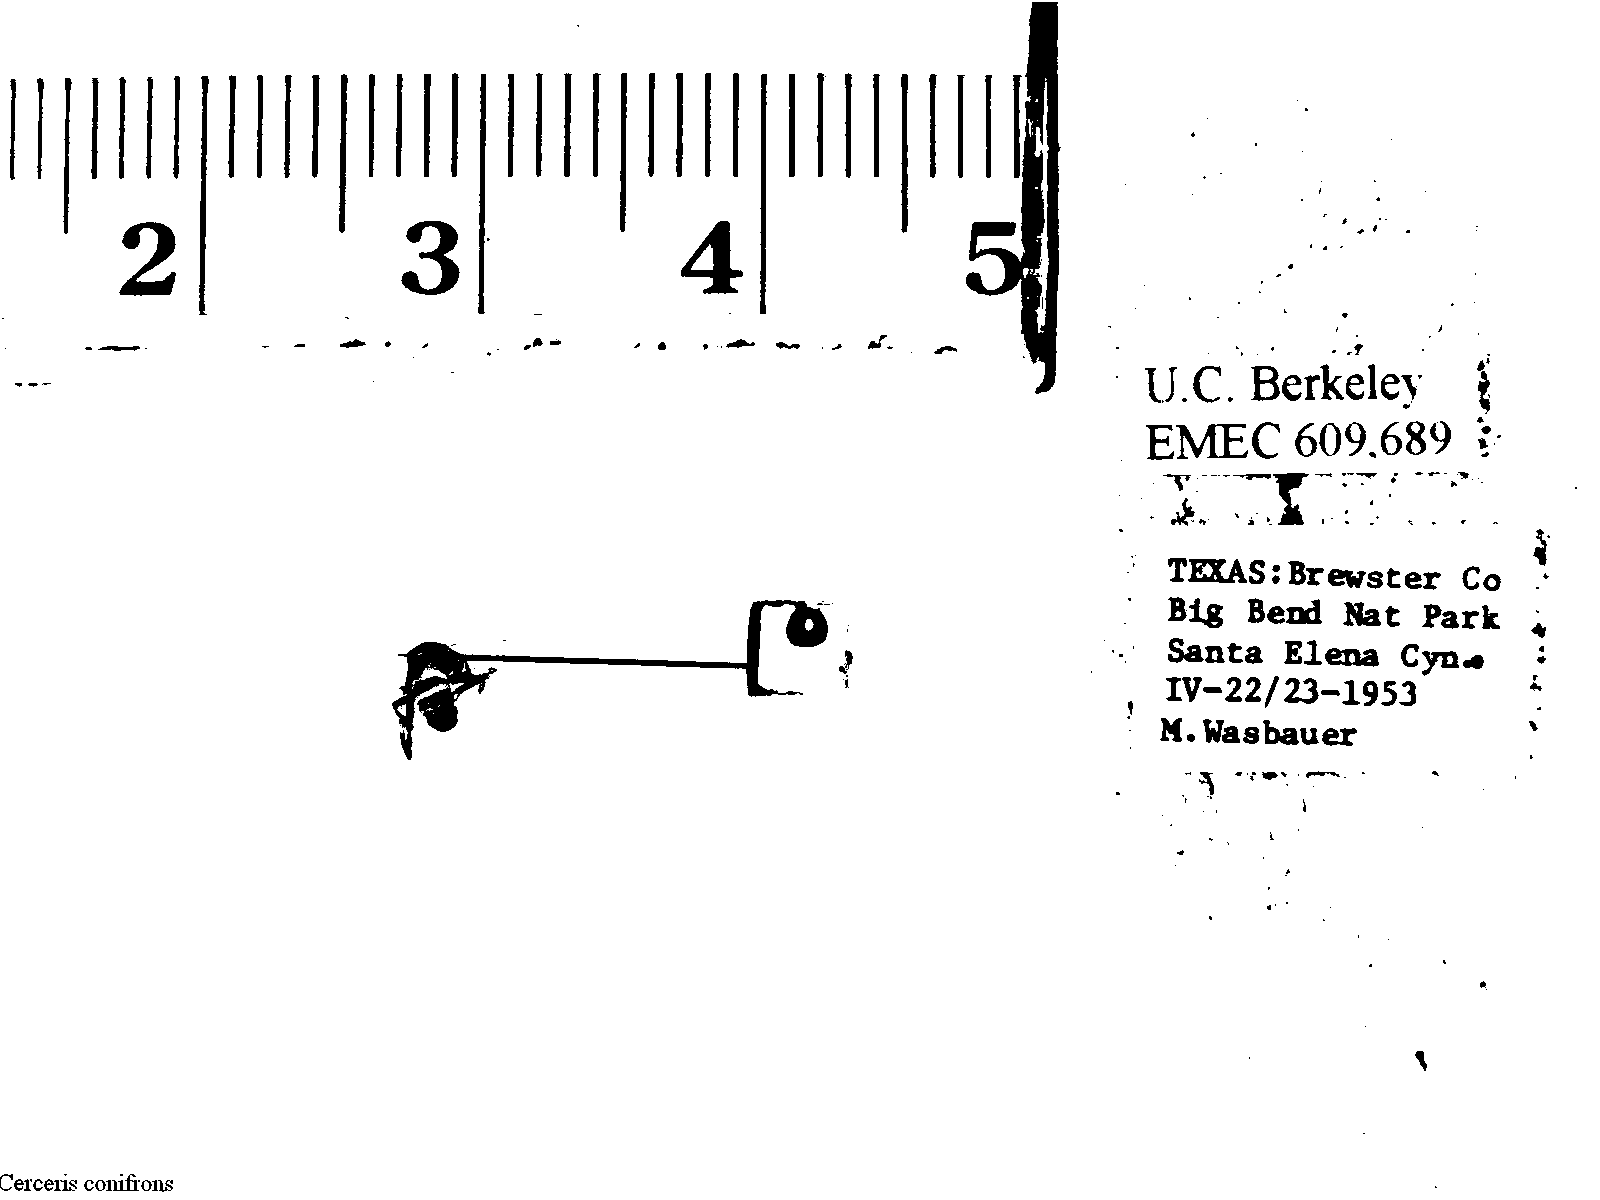 2 3 4 5
U.C. Berkeley
EMEC 609,689
TEXAS:Brewster Co
Big Bend Nat Park
Santa Elena Cyn.
IV-22/23-1953
M.Wasbauer
Cerceris conifrons